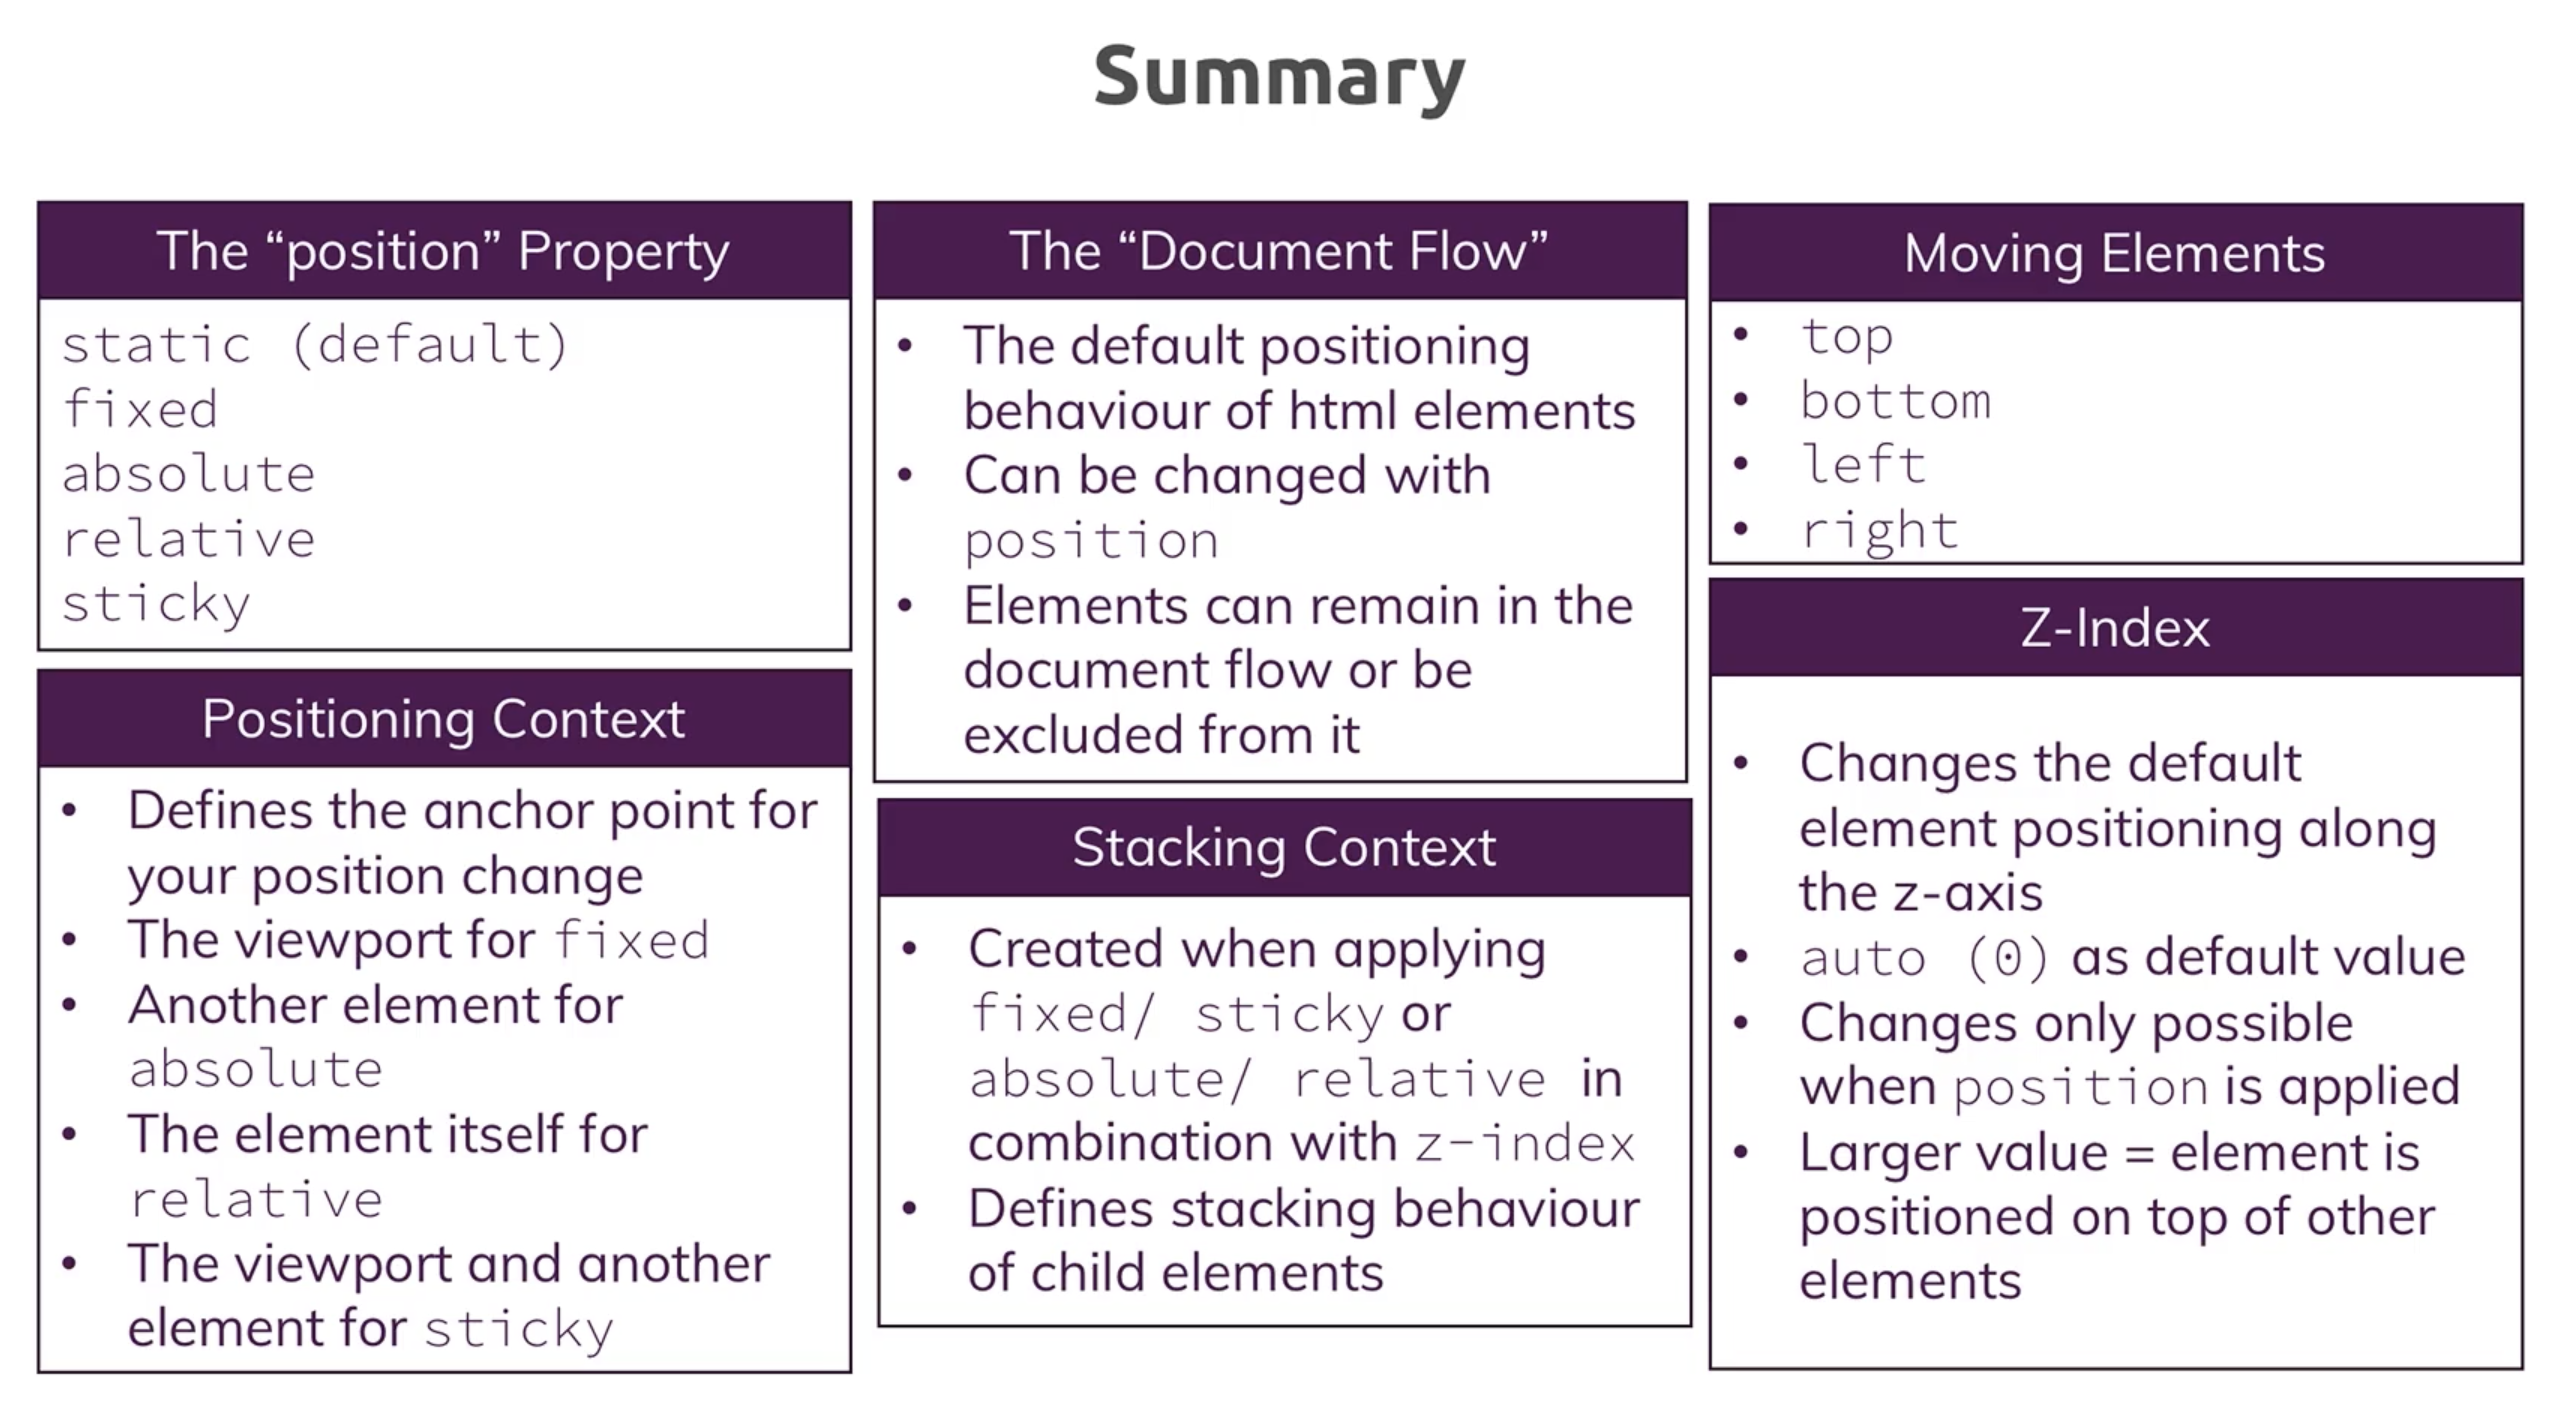 Summary
The “position” Property
static (default)
fixed
absolute
relative
sticky
Positioning Context
• Defines the anchor point for
your position change
• The viewport for fixed
• Another element for
absolute
• The element itself for
relative
• The viewport and another
element for sticky
The “Document Flow”
• The default positioning
behaviour of html elements
• Can be changed with
position
• Elements can remain in the
document flow or be
excluded from it
Stacking Context
• Created when applying
fixed/ sticky or
absolute/ relative in
combination with z-index
• Defines stacking behaviour
of child elements
Moving Elements
• top
• bottom
• left
• right
Z-Index
• Changes the default
element positioning along
the z-axis
• auto (0) as default value
• Changes only possible
when position is applied
• Larger value = element is
positioned on top of other
elements